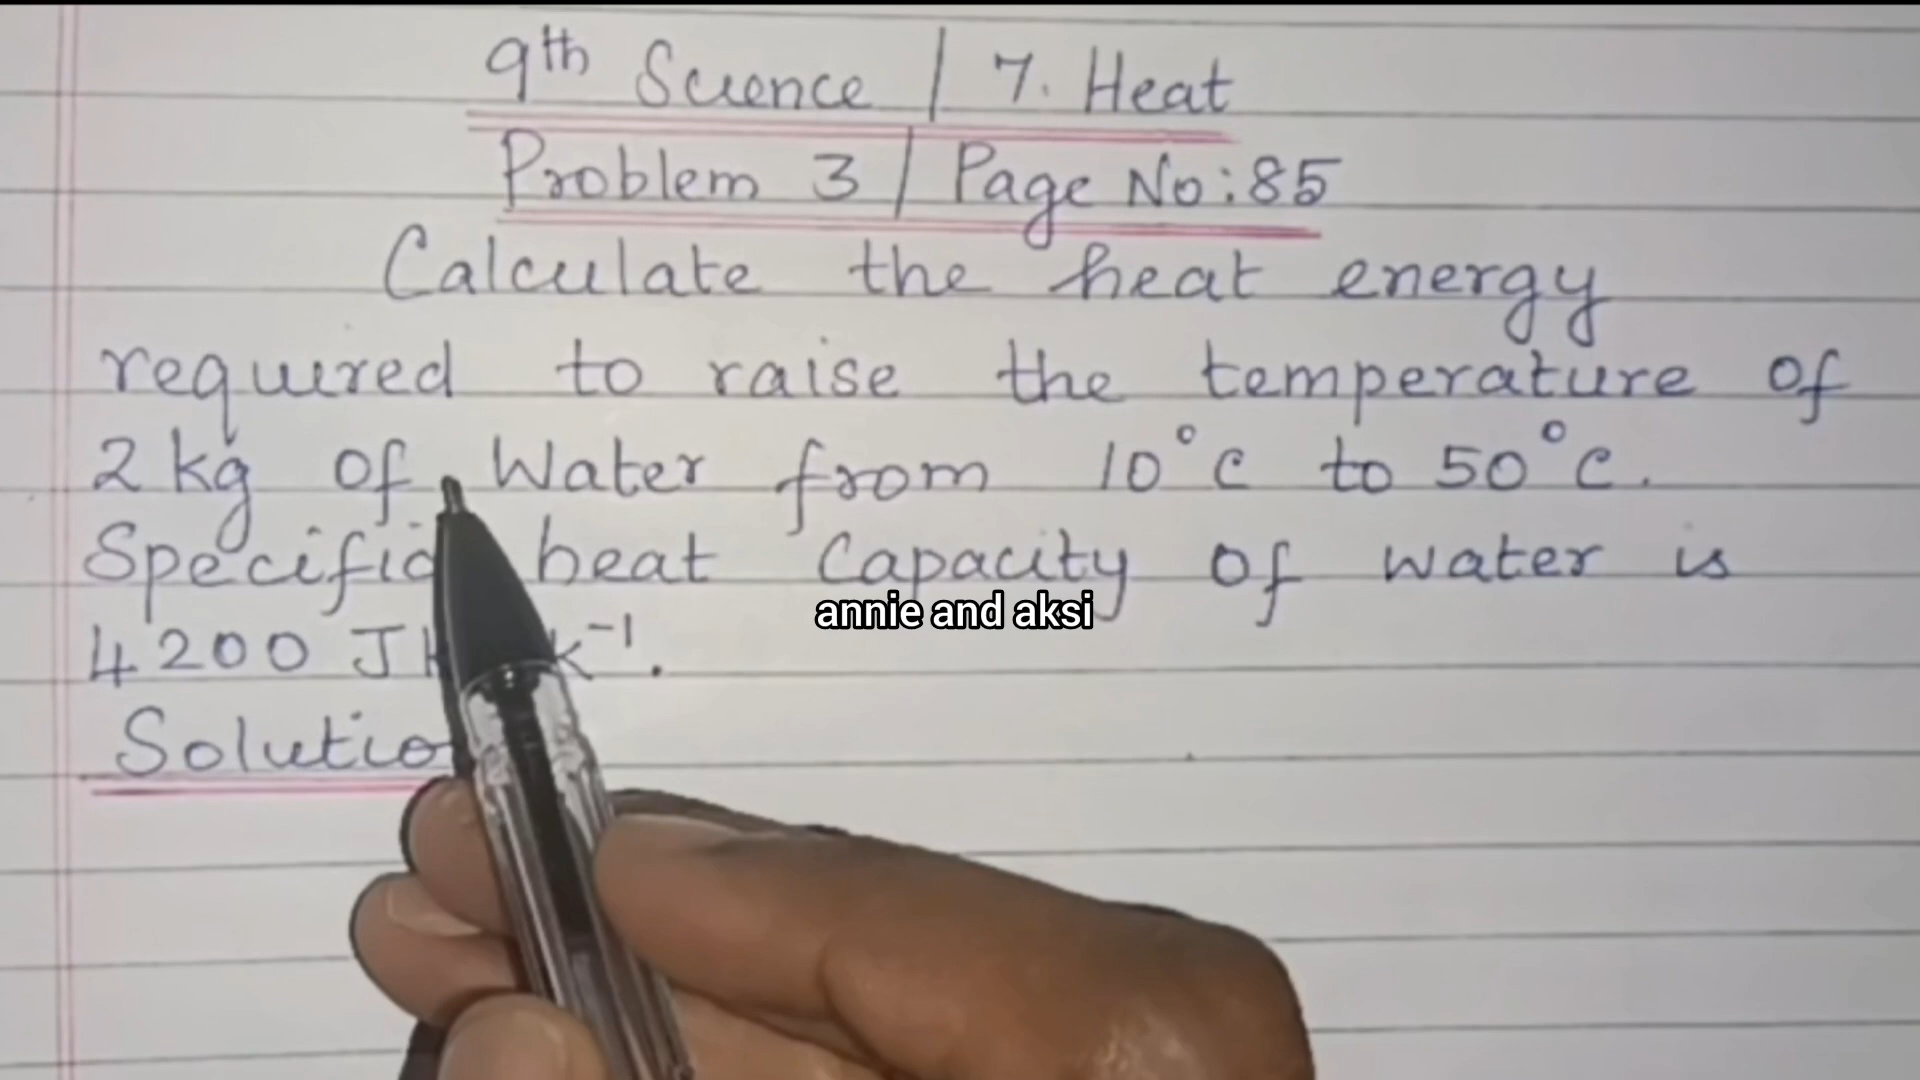 9th Science | 7. Heat
Problem 3 | Page No:85
Calculate the heat energy
required to raise the temperature of
2 kg of Water from 10°C to 50°C.
Specific heat Capacity of water is
annie and aksi
4200 J K⁻¹.